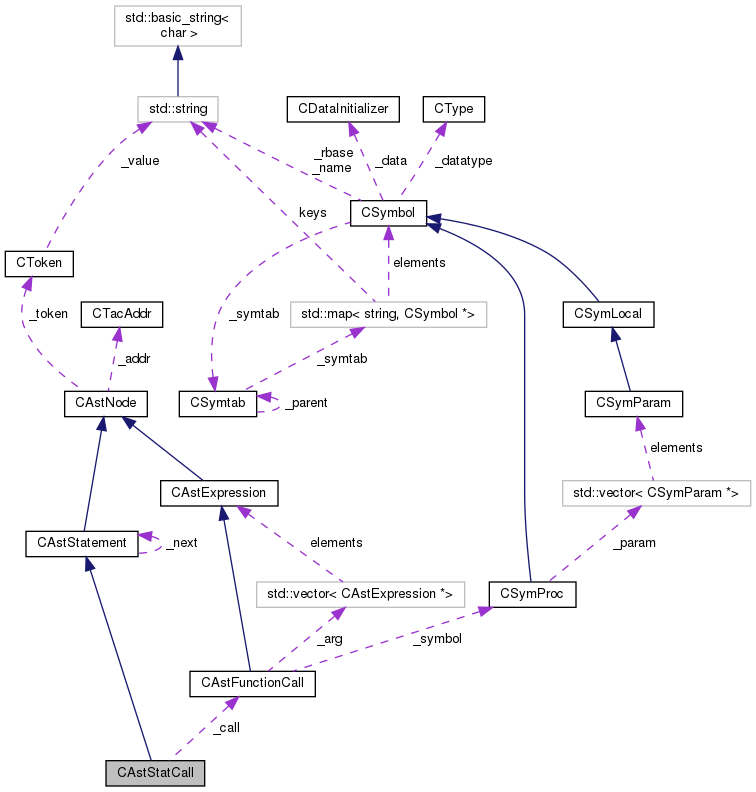 std::basic_string<
char >
std::string
CDataInitializer
CType
_value
_rbase
_name
_data
_datatype
keys
CSymbol
CToken
elements
_token
CTacAddr
_symtab
std::map< string, CSymbol *>
CSymLocal
_addr
_symtab
CAstNode
CSymtab
_parent
CSymParam
elements
CAstExpression
std::vector< CSymParam *>
CAstStatement
_next
elements
_param
std::vector< CAstExpression *>
CSymProc
_arg
_symbol
CAstFunctionCall
_call
CAstStatCall